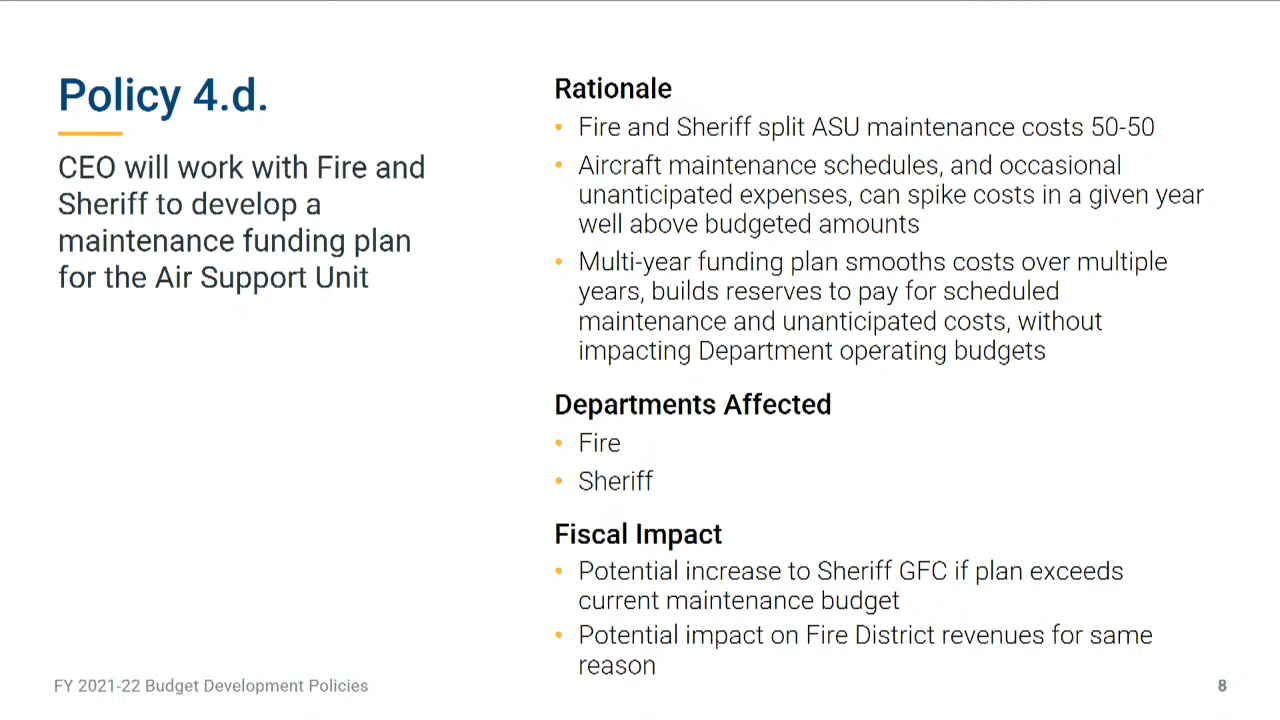 Policy 4.d.
CEO will work with Fire and
Sheriff to develop a
maintenance funding plan
for the Air Support Unit
Rationale
• Fire and Sheriff split ASU maintenance costs 50-50
• Aircraft maintenance schedules, and occasional
unanticipated expenses, can spike costs in a given year
well above budgeted amounts
• Multi-year funding plan smooths costs over multiple
years, builds reserves to pay for scheduled
maintenance and unanticipated costs, without
impacting Department operating budgets
Departments Affected
• Fire
• Sheriff
Fiscal Impact
• Potential increase to Sheriff GFC if plan exceeds
current maintenance budget
• Potential impact on Fire District revenues for same
reason
FY 2021-22 Budget Development Policies
8